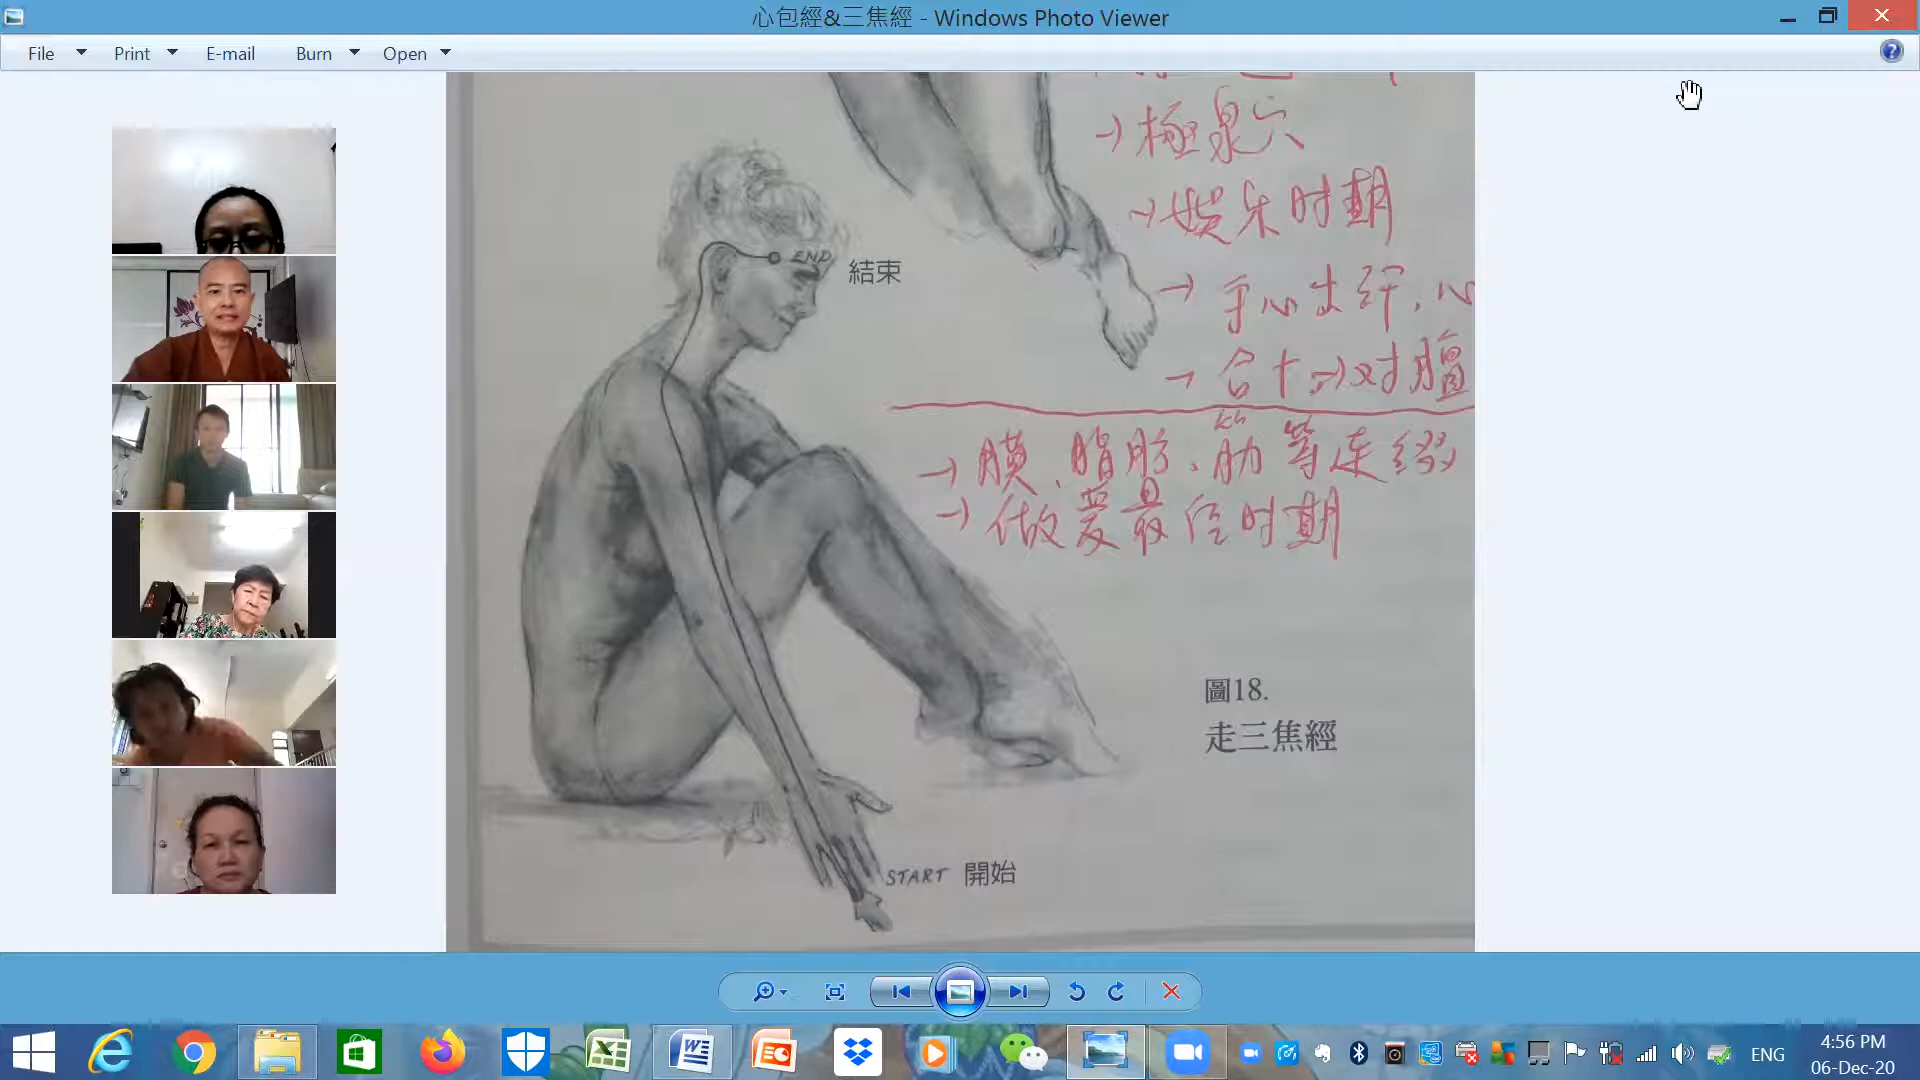 心包經&三焦經 - Windows Photo Viewer
File Print E-mail Burn Open
→ 極泉穴
→ 娱乐时期
→ 手心出汗,心
→ 合十→对膻
→ 膜、脂肪、筋等连缀
→ 做爱最佳时期
END 結束
圖18.
走三焦經
START 開始
ENG
4:56 PM
06-Dec-20